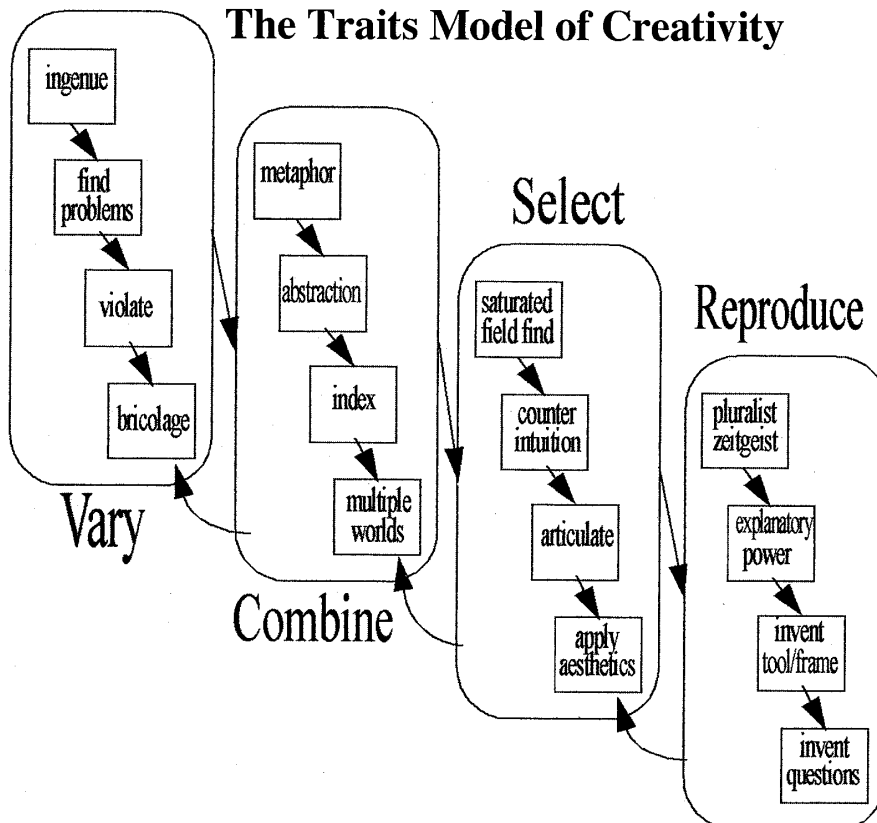 The Traits Model of Creativity
ingenue
find
problems
violate
bricolage
Vary
metaphor
abstraction
index
multiple
worlds
Combine
Select
saturated
field find
counter
intuition
articulate
apply
aesthetics
Reproduce
pluralist
zeitgeist
explanatory
power
invent
tool/frame
invent
questions